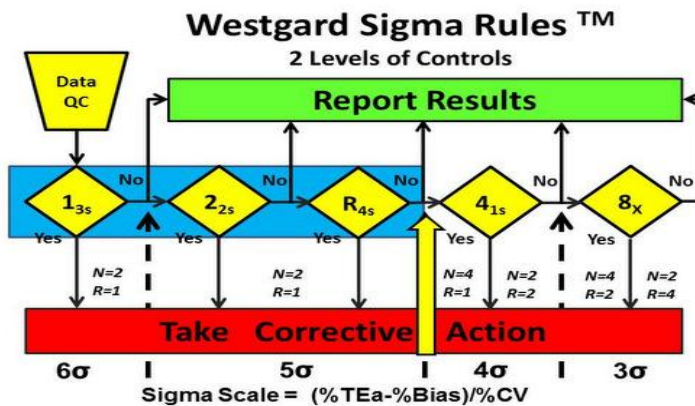 Westgard Sigma Rules TM
2 Levels of Controls
Data
QC
Report Results
No
No
No
No
No
13s
22s
R4s
41s
8X
Yes
Yes
Yes
Yes
Yes
N=2
R=1
N=2
R=1
N=4
R=1
N=2
R=2
N=4
R=2
N=2
R=4
Take Corrective Action
6σ
5σ
4σ
3σ
Sigma Scale = (%TEa-%Bias)/%CV